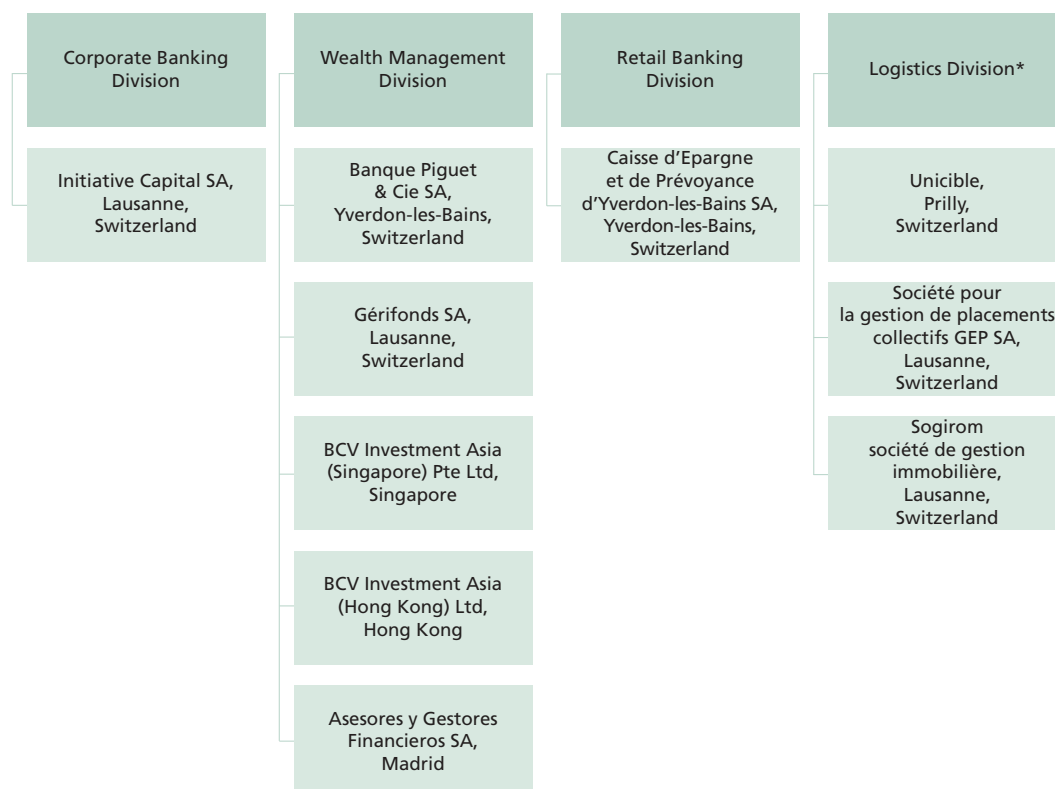 Corporate Banking
Division
Wealth Management
Division
Retail Banking
Division
Logistics Division*
Initiative Capital SA,
Lausanne,
Switzerland
Banque Piguet
& Cie SA,
Yverdon-les-Bains,
Switzerland
Caisse d’Epargne
et de Prévoyance
d’Yverdon-les-Bains SA,
Yverdon-les-Bains,
Switzerland
Unicible,
Prilly,
Switzerland
Gérifonds SA,
Lausanne,
Switzerland
Société pour
la gestion de placements
collectifs GEP SA,
Lausanne,
Switzerland
BCV Investment Asia
(Singapore) Pte Ltd,
Singapore
Sogirom
société de gestion
immobilière,
Lausanne,
Switzerland
BCV Investment Asia
(Hong Kong) Ltd,
Hong Kong
Asesores y Gestores
Financieros SA,
Madrid